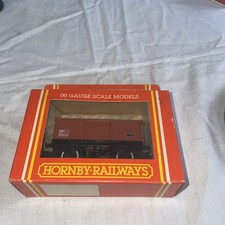 00 GAUGE SCALE MODELS
HORNBY RAILWAYS